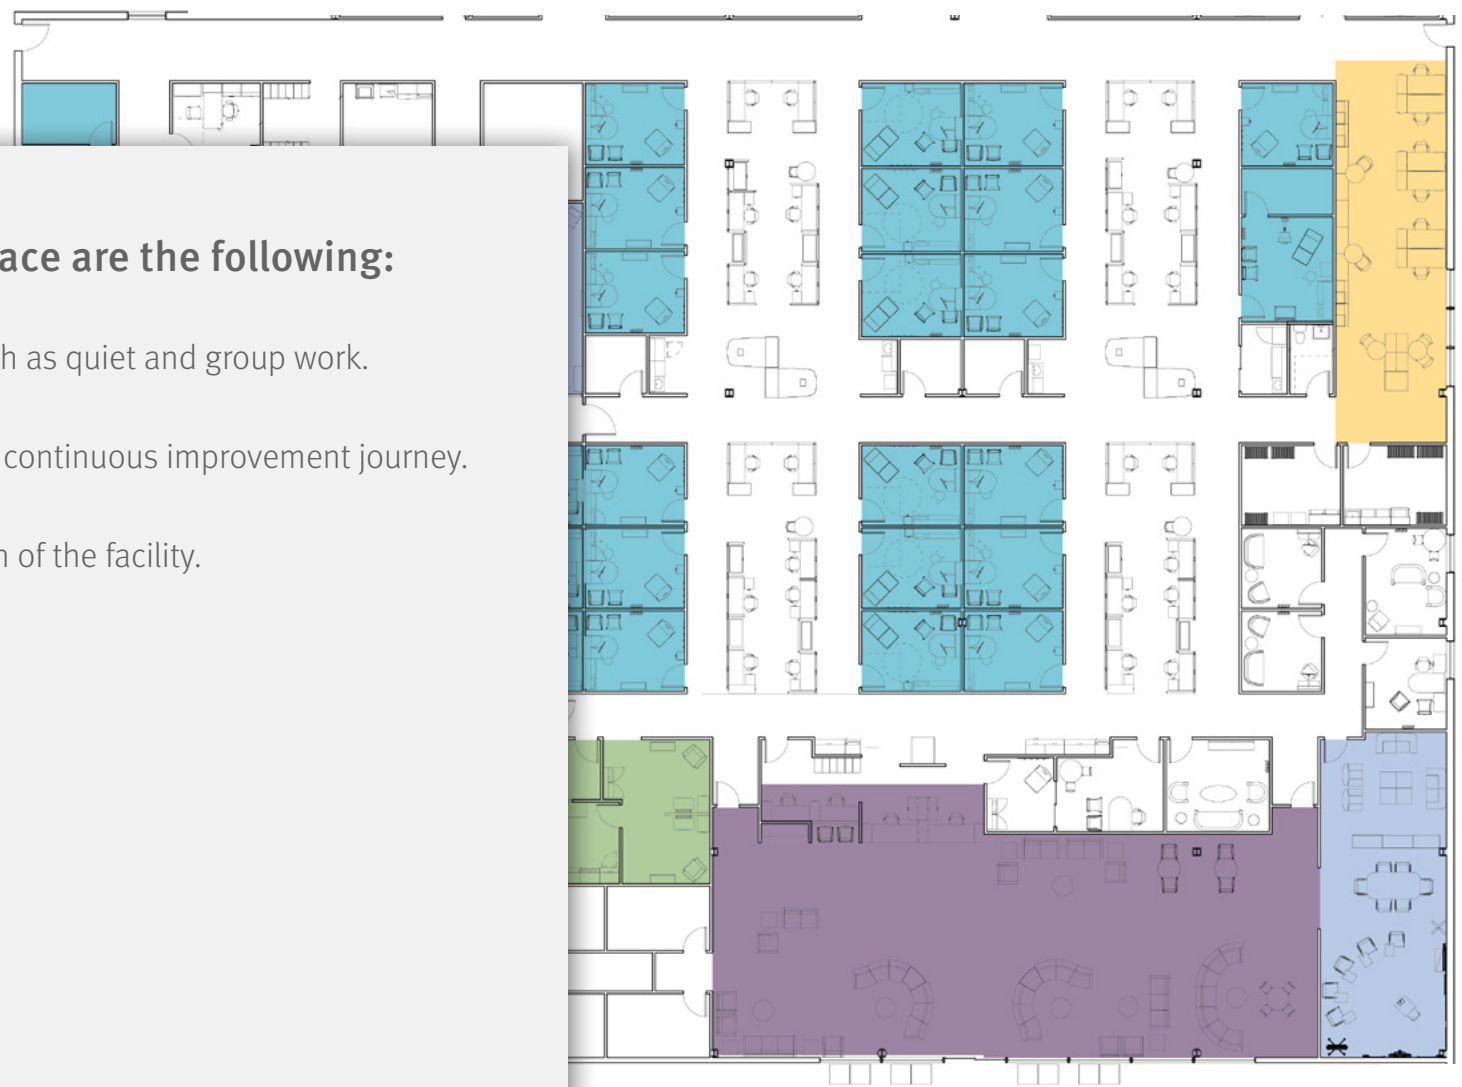 ace are the following:
h as quiet and group work.
continuous improvement journey.
n of the facility.